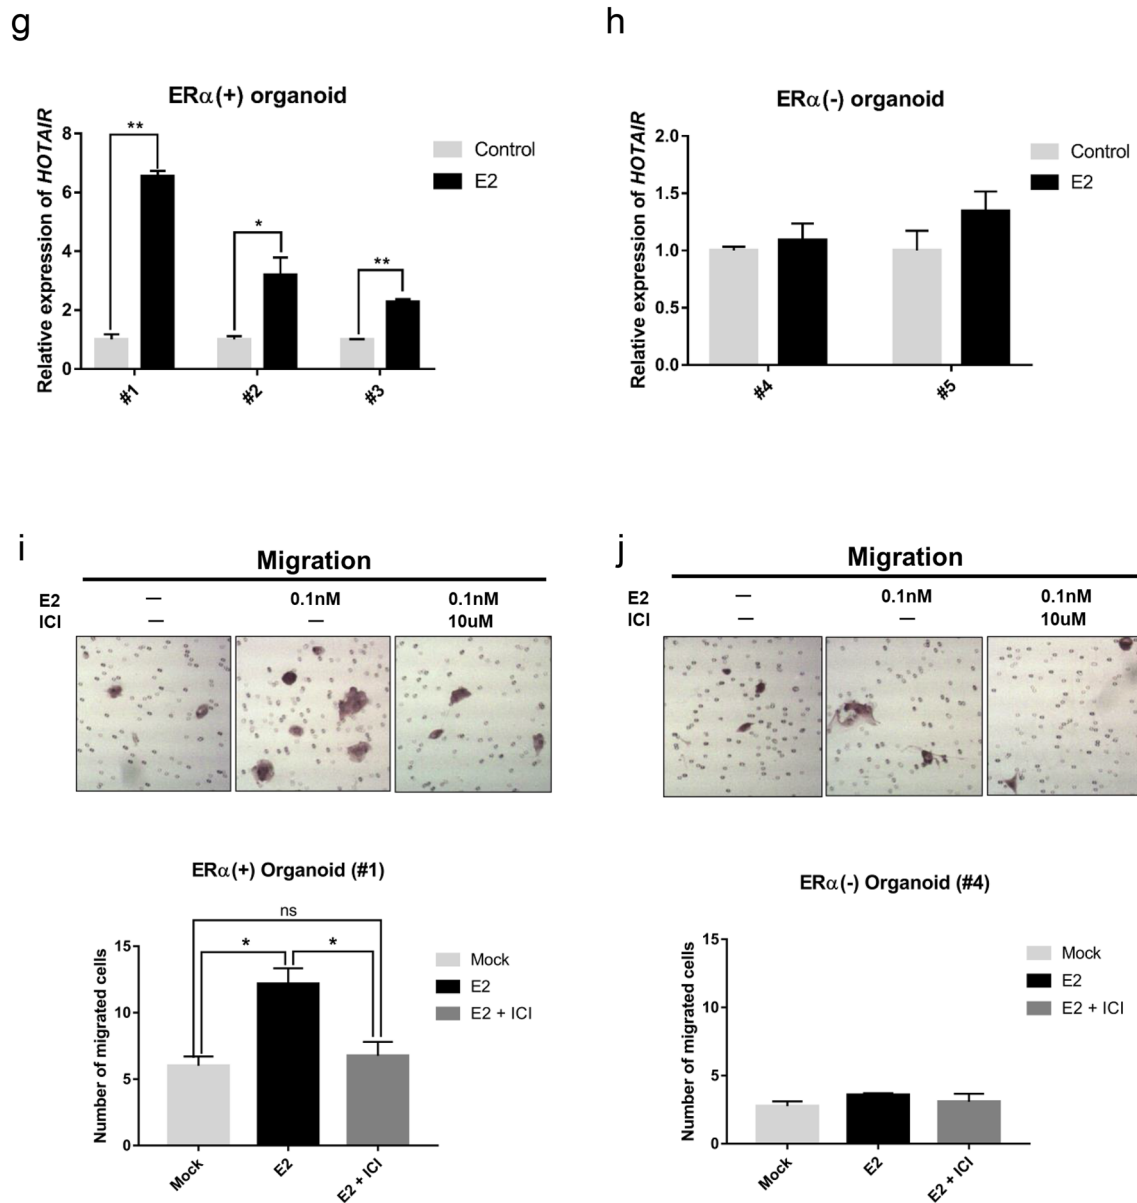 g
ERα(+) organoid
Relative expression of HOTAIR
8
6
4
2
0
**
*
**
Control
E2
#1
#2
#3
h
ERα(-) organoid
Relative expression of HOTAIR
2.0
1.5
1.0
0.5
0.0
Control
E2
#4
#5
i
Migration
E2 — 0.1nM 0.1nM
ICI — — 10uM
ERα(+) Organoid (#1)
Number of migrated cells
15
10
5
0
ns
* *
Mock
E2
E2 + ICI
Mock
E2
E2 + ICI
j
Migration
E2 — 0.1nM 0.1nM
ICI — — 10uM
ERα(-) Organoid (#4)
Number of migrated cells
15
10
5
0
Mock
E2
E2 + ICI
Mock
E2
E2 + ICI